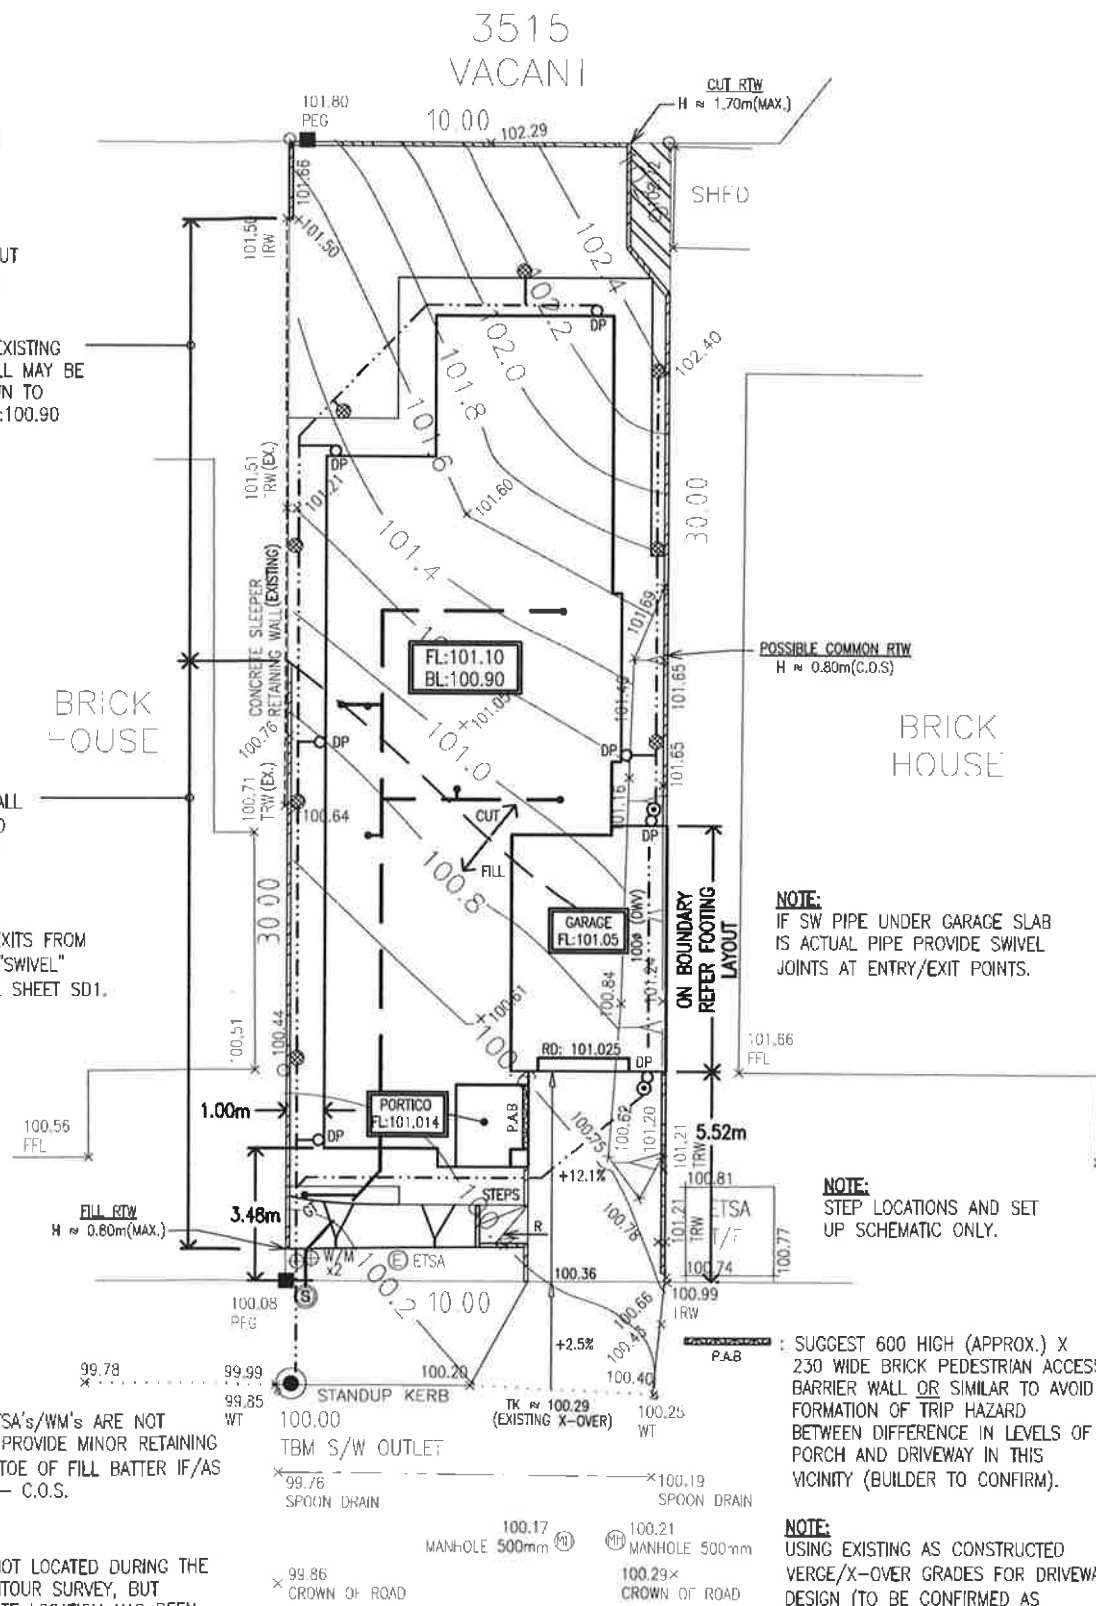 3515
VACANT
CUT RTW
H ≈ 1.70m(MAX.)
101.80
PEG
10.00
102.29
101.66
SHED
101.50
IRW
101.50
UT
102.4
102.2
102.0
101.8
101.6
DP
102.40
EXISTING
LL MAY BE
N TO
:100.90
DP
101.51
TRW(EX.)
101.21
101.60
30.00
101.4
CONCRETE SLEEPER
RETAINING WALL(EXISTING)
101.69
FL:101.10
BL:100.90
POSSIBLE COMMON RTW
H ≈ 0.80m(C.O.S)
101.65
101.05
101.0
BRICK
HOUSE
BRICK
HOUSE
100.76
DP
DP
101.65
100.71
TRW(EX.)
100.64
101.16
ALL
CUT
FILL
DP
100.8
30.00
GARAGE
FL:101.05
100ø (DWV)
ON BOUNDARY
REFER FOOTING
LAYOUT
NOTE:
IF SW PIPE UNDER GARAGE SLAB
IS ACTUAL PIPE PROVIDE SWIVEL
JOINTS AT ENTRY/EXIT POINTS.
XITS FROM
"SWIVEL"
SHEET SD1.
100.84
101.24
100.51
100.44
100.61
RD: 101.025
DP
101.66
FFL
1.00m
PORTICO
FL:101.014
P.A.B
100.56
FFL
DP
100.75
100.62
101.20
101.21
TRW
5.52m
+12.1%
100.81
FILL RTW
H ≈ 0.80m(MAX.)
3.48m
STEPS
R
100.78
101.21
TRW
ETSA
T/F
100.77
NOTE:
STEP LOCATIONS AND SET
UP SCHEMATIC ONLY.
W/M
x2
E ETSA
100.36
100.74
100.08
PEG
S
100.2
10.00
100.66
100.99
IRW
+2.5%
P.A.B
: SUGGEST 600 HIGH (APPROX.) X
230 WIDE BRICK PEDESTRIAN ACCESS
BARRIER WALL OR SIMILAR TO AVOID
FORMATION OF TRIP HAZARD
BETWEEN DIFFERENCE IN LEVELS OF
PORCH AND DRIVEWAY IN THIS
VICINITY (BUILDER TO CONFIRM).
99.78
99.99
99.85
WT
100.20
100.40
STANDUP KERB
TK ≈ 100.29
(EXISTING X-OVER)
100.25
WT
100.00
TBM S/W OUTLET
SA's/WM's ARE NOT
PROVIDE MINOR RETAINING
TOE OF FILL BATTER IF/AS
– C.O.S.
99.76
SPOON DRAIN
100.19
SPOON DRAIN
100.17
MANHOLE 500mm
100.21
MANHOLE 500mm
99.86
CROWN OF ROAD
100.29
CROWN OF ROAD
NOTE:
USING EXISTING AS CONSTRUCTED
VERGE/X-OVER GRADES FOR DRIVEWA
DESIGN (TO BE CONFIRMED AS
NOT LOCATED DURING THE
TOUR SURVEY, BUT